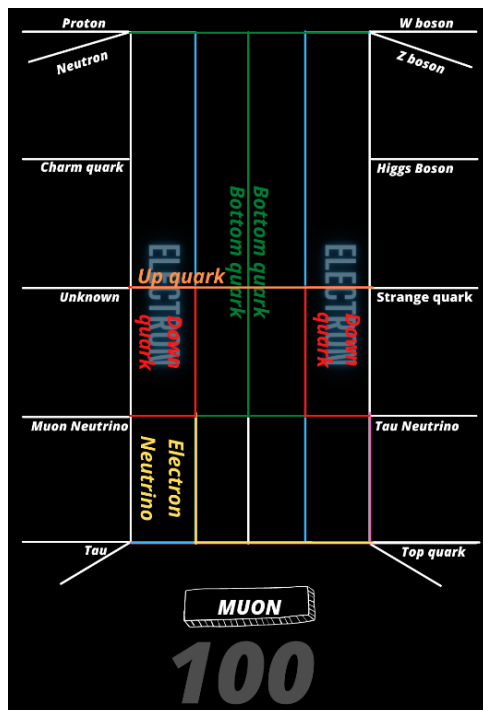 Proton
W boson
Neutron
Z boson
Charm quark
Higgs Boson
Bottom quark
Bottom quark
ELECTRON
ELECTRON
Up quark
Unknown
Strange quark
Down
quark
Down
quark
Muon Neutrino
Tau Neutrino
Electron
Neutrino
Tau
Top quark
MUON
100